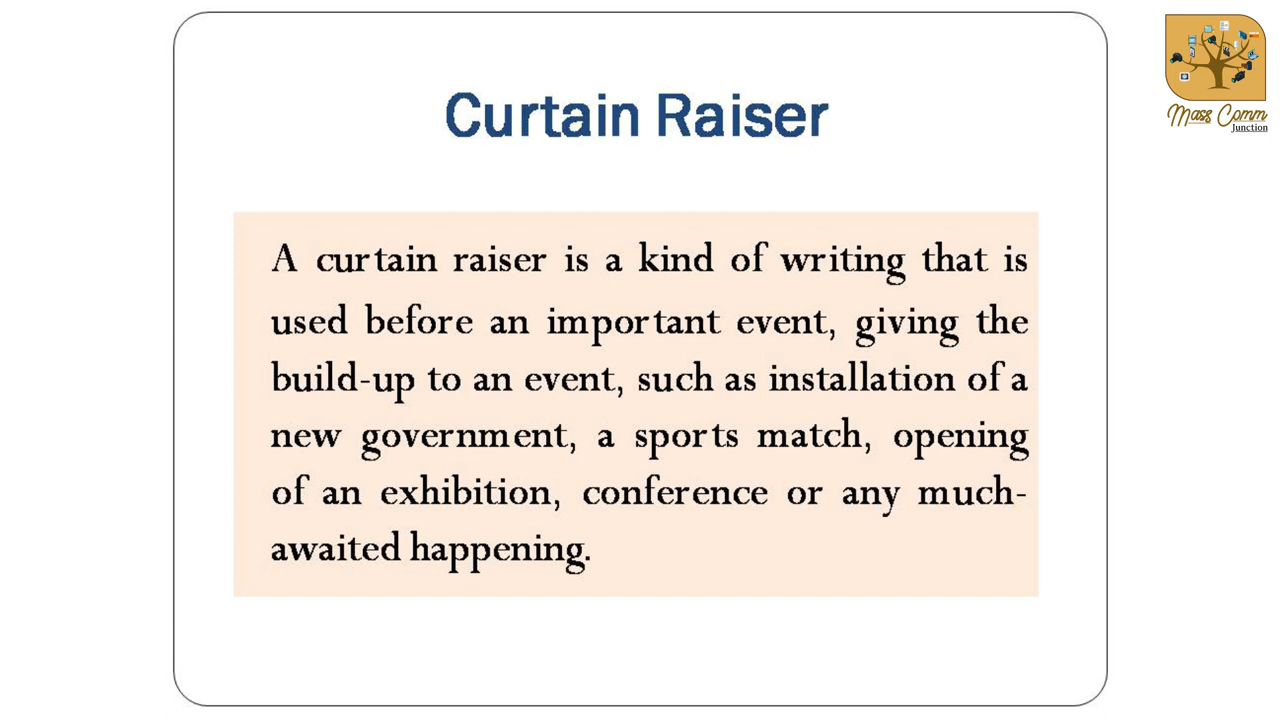 Curtain Raiser
A curtain raiser is a kind of writing that is
used before an important event, giving the
build-up to an event, such as installation of a
new government, a sports match, opening
of an exhibition, conference or any much-
awaited happening.
Mass Comm
Junction